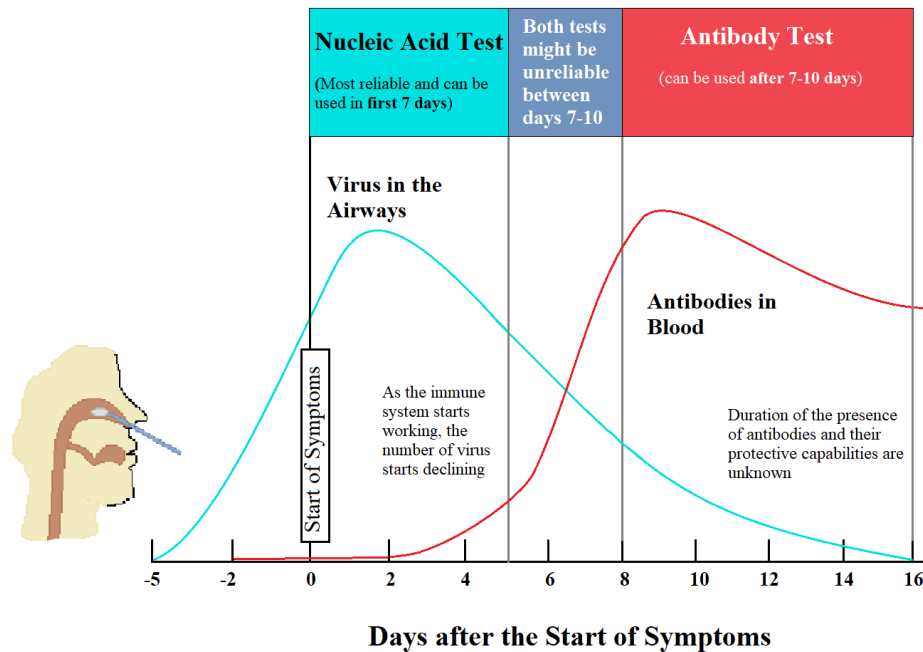 Nucleic Acid Test
(Most reliable and can be
used in first 7 days)
Both tests
might be
unreliable
between
days 7-10
Antibody Test
(can be used after 7-10 days)
Virus in the
Airways
Antibodies in
Blood
Start of Symptoms
As the immune
system starts
working, the
number of virus
starts declining
Duration of the presence
of antibodies and their
protective capabilities are
unknown
-5 -2 0 2 4 6 8 10 12 14 16
Days after the Start of Symptoms